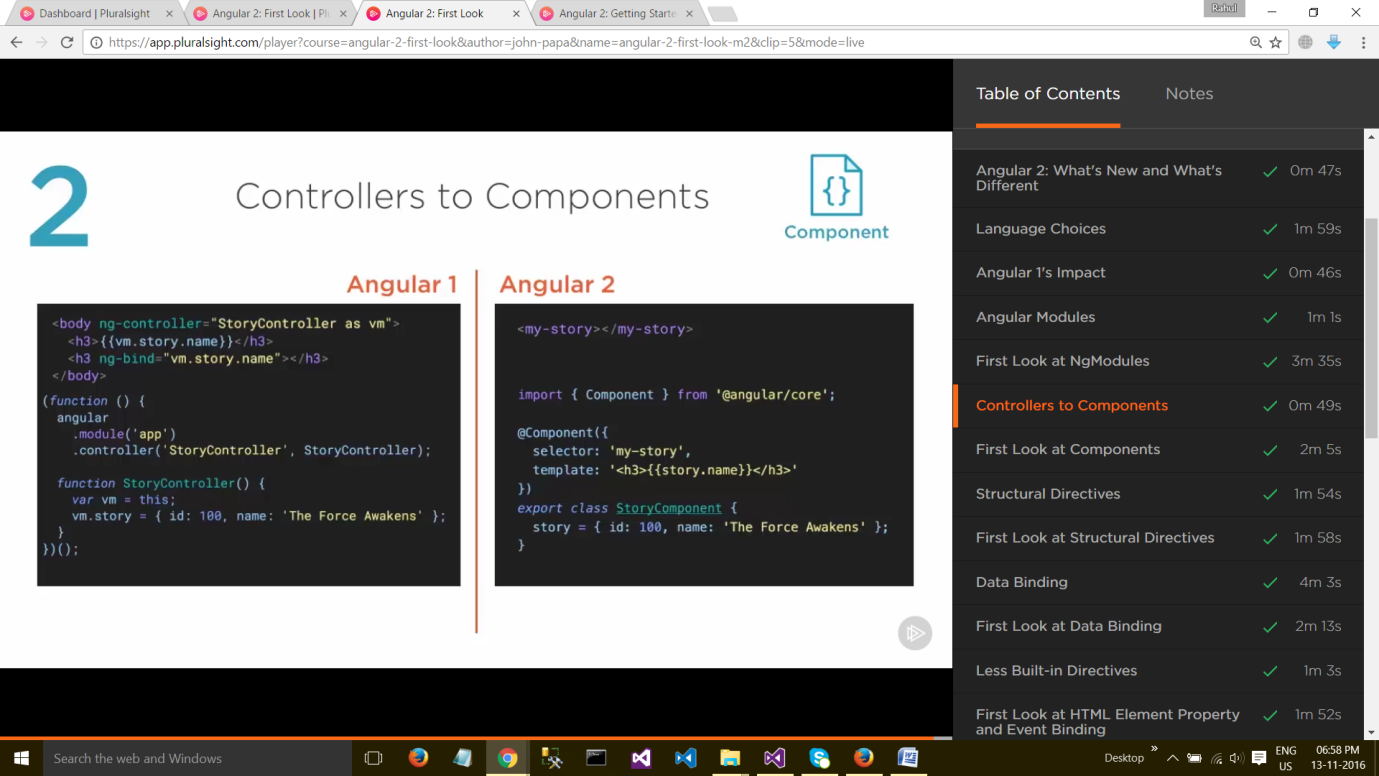 Dashboard | Pluralsight
Angular 2: First Look | Pl
Angular 2: First Look
Angular 2: Getting Starte
Rahul
https://app.pluralsight.com/player?course=angular-2-first-look&author=john-papa&name=angular-2-first-look-m2&clip=5&mode=live
2
Controllers to Components
{}
Component
Angular 1
<body ng-controller="StoryController as vm">
<h3>{{vm.story.name}}</h3>
<h3 ng-bind="vm.story.name"></h3>
</body>
(function () {
angular
.module('app')
.controller('StoryController', StoryController);
function StoryController() {
var vm = this;
vm.story = { id: 100, name: 'The Force Awakens' };
}
})();
Angular 2
<my-story></my-story>
import { Component } from '@angular/core';
@Component({
selector: 'my-story',
template: '<h3>{{story.name}}</h3>'
})
export class StoryComponent {
story = { id: 100, name: 'The Force Awakens' };
}
Table of Contents
Notes
Angular 2: What's New and What's
Different
0m 47s
Language Choices
1m 59s
Angular 1's Impact
0m 46s
Angular Modules
1m 1s
First Look at NgModules
3m 35s
Controllers to Components
0m 49s
First Look at Components
2m 5s
Structural Directives
1m 54s
First Look at Structural Directives
1m 58s
Data Binding
4m 3s
First Look at Data Binding
2m 13s
Less Built-in Directives
1m 3s
First Look at HTML Element Property
and Event Binding
1m 52s
Search the web and Windows
Desktop
ENG
US
06:58 PM
13-11-2016